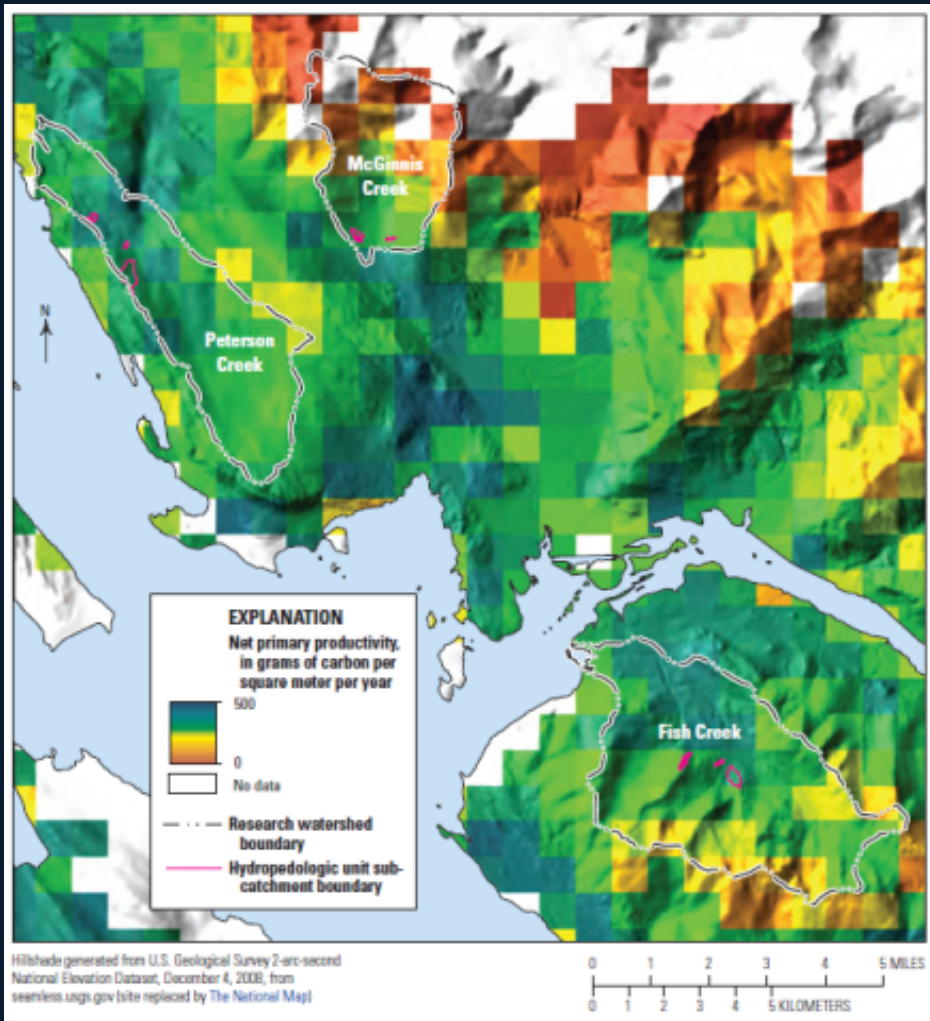 McGinnis
Creek
N
Peterson
Creek
EXPLANATION
Net primary productivity,
in grams of carbon per
square meter per year
500
0
No data
Fish Creek
Research watershed
boundary
Hydropedologic unit sub-
catchment boundary
Hillshade generated from U.S. Geological Survey 2-arc-second
National Elevation Dataset, December 4, 2008, from
seamless.usgs.gov (site replaced by The National Map)
0 1 2 3 4 5 MILES
0 1 2 3 4 5 KILOMETERS